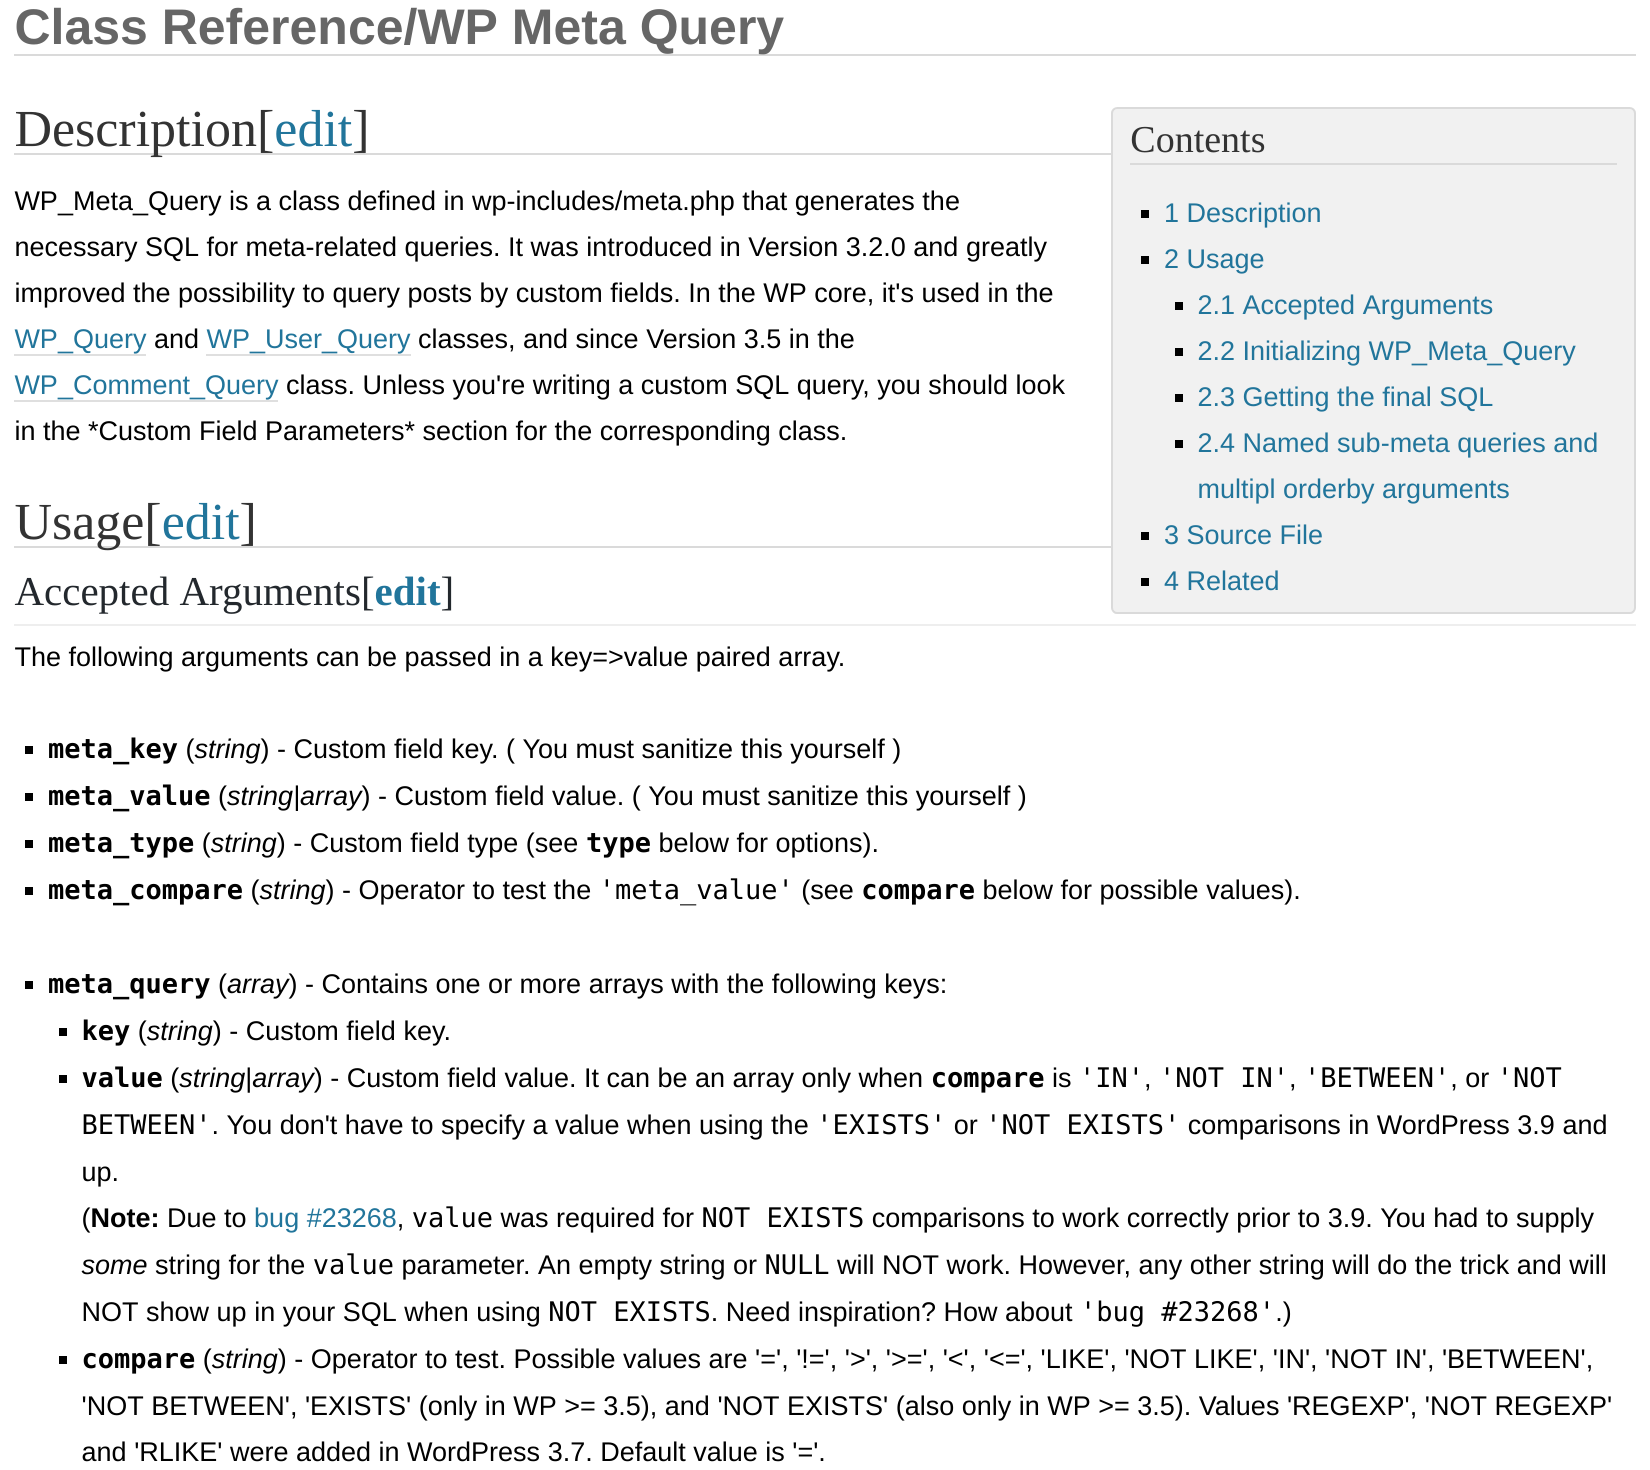 Class Reference/WP Meta Query
Description[edit]
WP_Meta_Query is a class defined in wp-includes/meta.php that generates the
necessary SQL for meta-related queries. It was introduced in Version 3.2.0 and greatly
improved the possibility to query posts by custom fields. In the WP core, it's used in the
WP_Query and WP_User_Query classes, and since Version 3.5 in the
WP_Comment_Query class. Unless you're writing a custom SQL query, you should look
in the *Custom Field Parameters* section for the corresponding class.
Contents
1 Description
2 Usage
2.1 Accepted Arguments
2.2 Initializing WP_Meta_Query
2.3 Getting the final SQL
2.4 Named sub-meta queries and
multipl orderby arguments
3 Source File
4 Related
Usage[edit]
Accepted Arguments[edit]
The following arguments can be passed in a key=>value paired array.
meta_key (string) - Custom field key. ( You must sanitize this yourself )
meta_value (string|array) - Custom field value. ( You must sanitize this yourself )
meta_type (string) - Custom field type (see type below for options).
meta_compare (string) - Operator to test the 'meta_value' (see compare below for possible values).
meta_query (array) - Contains one or more arrays with the following keys:
key (string) - Custom field key.
value (string|array) - Custom field value. It can be an array only when compare is 'IN', 'NOT IN', 'BETWEEN', or 'NOT
BETWEEN'. You don't have to specify a value when using the 'EXISTS' or 'NOT EXISTS' comparisons in WordPress 3.9 and
up.
(Note: Due to bug #23268, value was required for NOT EXISTS comparisons to work correctly prior to 3.9. You had to supply
some string for the value parameter. An empty string or NULL will NOT work. However, any other string will do the trick and will
NOT show up in your SQL when using NOT EXISTS. Need inspiration? How about 'bug #23268'.)
compare (string) - Operator to test. Possible values are '=', '!=', '>', '>=', '<', '<=', 'LIKE', 'NOT LIKE', 'IN', 'NOT IN', 'BETWEEN',
'NOT BETWEEN', 'EXISTS' (only in WP >= 3.5), and 'NOT EXISTS' (also only in WP >= 3.5). Values 'REGEXP', 'NOT REGEXP'
and 'RLIKE' were added in WordPress 3.7. Default value is '='.